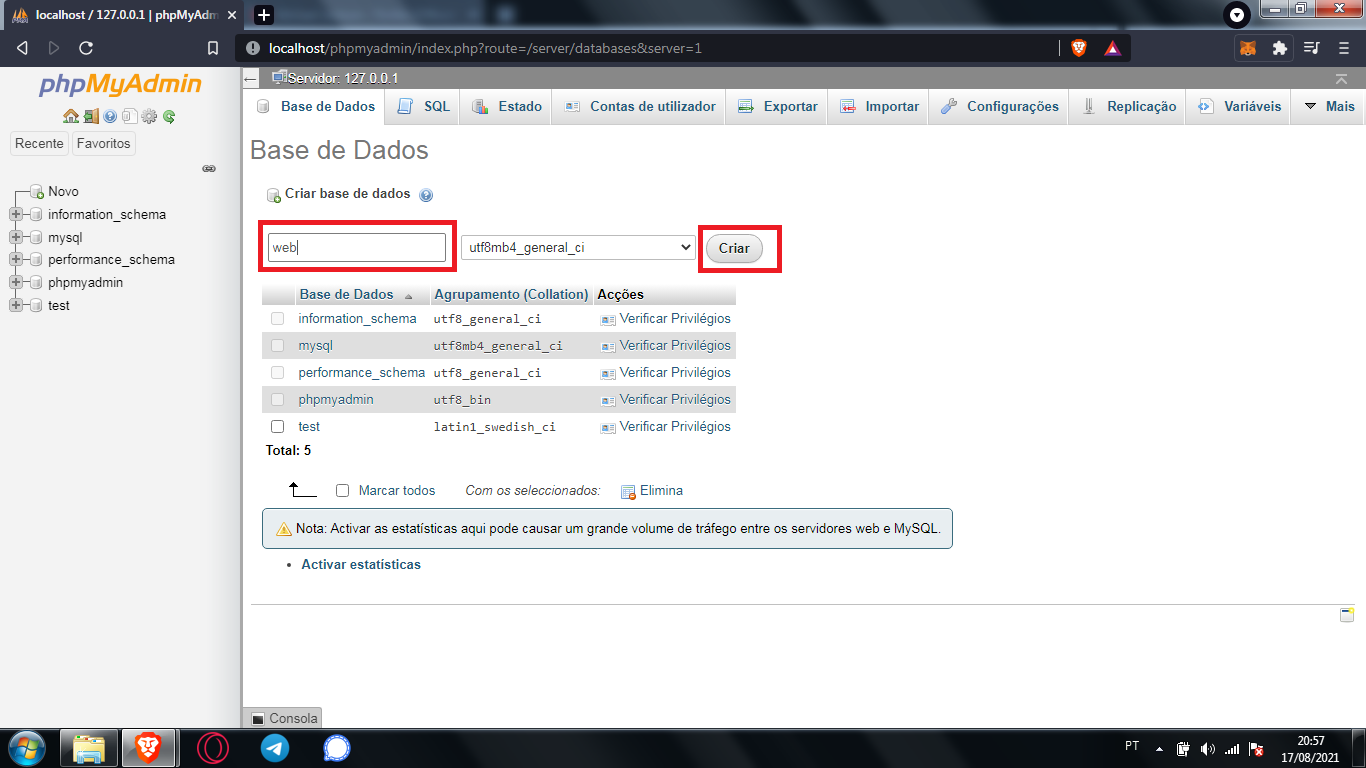 localhost / 127.0.0.1 | phpMyAdm
localhost/phpmyadmin/index.php?route=/server/databases&server=1
phpMyAdmin
Recente Favoritos
Novo
information_schema
mysql
performance_schema
phpmyadmin
test
Servidor: 127.0.0.1
Base de Dados SQL Estado Contas de utilizador Exportar Importar Configurações Replicação Variáveis Mais
Base de Dados
Criar base de dados
web utf8mb4_general_ci Criar
Base de Dados Agrupamento (Collation) Acções
information_schema utf8_general_ci Verificar Privilégios
mysql utf8mb4_general_ci Verificar Privilégios
performance_schema utf8_general_ci Verificar Privilégios
phpmyadmin utf8_bin Verificar Privilégios
test latin1_swedish_ci Verificar Privilégios
Total: 5
Marcar todos Com os seleccionados: Elimina
Nota: Activar as estatísticas aqui pode causar um grande volume de tráfego entre os servidores web e MySQL.
• Activar estatísticas
Consola
PT 20:57
17/08/2021